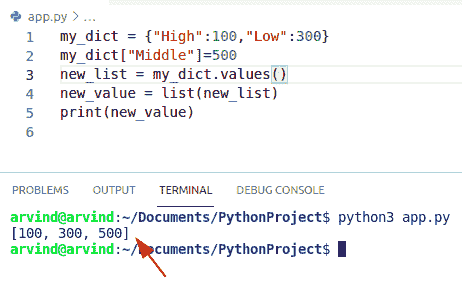 app.py > ...
1 my_dict = {"High":100,"Low":300}
2 my_dict["Middle"]=500
3 new_list = my_dict.values()
4 new_value = list(new_list)
5 print(new_value)
6
PROBLEMS OUTPUT TERMINAL DEBUG CONSOLE
arvind@arvind:~/Documents/PythonProject$ python3 app.py
[100, 300, 500]
arvind@arvind:~/Documents/PythonProject$